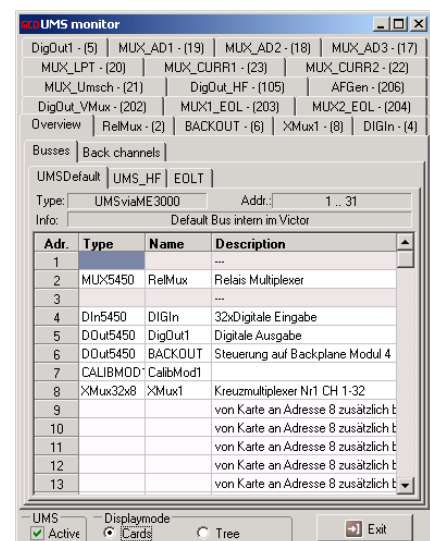 GCD UMS monitor
DigOut1 - (5) MUX_AD1 - (19) MUX_AD2 - (18) MUX_AD3 - (17)
MUX_LPT - (20) MUX_CURR1 - (23) MUX_CURR2 - (22)
MUX_Umsch - (21) DigOut_HF - (105) AFGen - (206)
DigOut_VMux - (202) MUX1_EOL - (203) MUX2_EOL - (204)
Overview RelMux - (2) BACKOUT - (6) XMux1 - (8) DIGIn - (4)
Busses Back channels
UMSDefault UMS_HF EOLT
Type: UMSviaME3000 Addr.: 1 .. 31
Info: Default Bus intern im Victor
Adr. Type Name Description
1 ---
2 MUX5450 RelMux Relais Multiplexer
3 ---
4 DIn5450 DIGIn 32xDigitale Eingabe
5 DOut5450 DigOut1 Digitale Ausgabe
6 DOut5450 BACKOUT Steuerung auf Backplane Modul 4
7 CALIBMOD CalibMod1
8 XMux32x8 XMux1 Kreuzmultiplexer Nr1 CH 1-32
9 von Karte an Adresse 8 zusätzlich b
10 von Karte an Adresse 8 zusätzlich b
11 von Karte an Adresse 8 zusätzlich b
12 von Karte an Adresse 8 zusätzlich b
13 von Karte an Adresse 8 zusätzlich b
UMS Displaymode
Active Cards Tree Exit